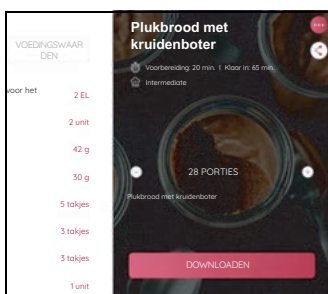 VOEDINGSWAAR
DEN
voor het
2 EL
2 unit
42 g
30 g
5 takjes
3 takjes
3 takjes
1 unit
Plukbrood met
kruidenboter
Voorbereiding: 20 min. I Klaar in: 65 min.
Intermediate
28 PORTIES
Plukbrood met kruidenboter
DOWNLOADEN